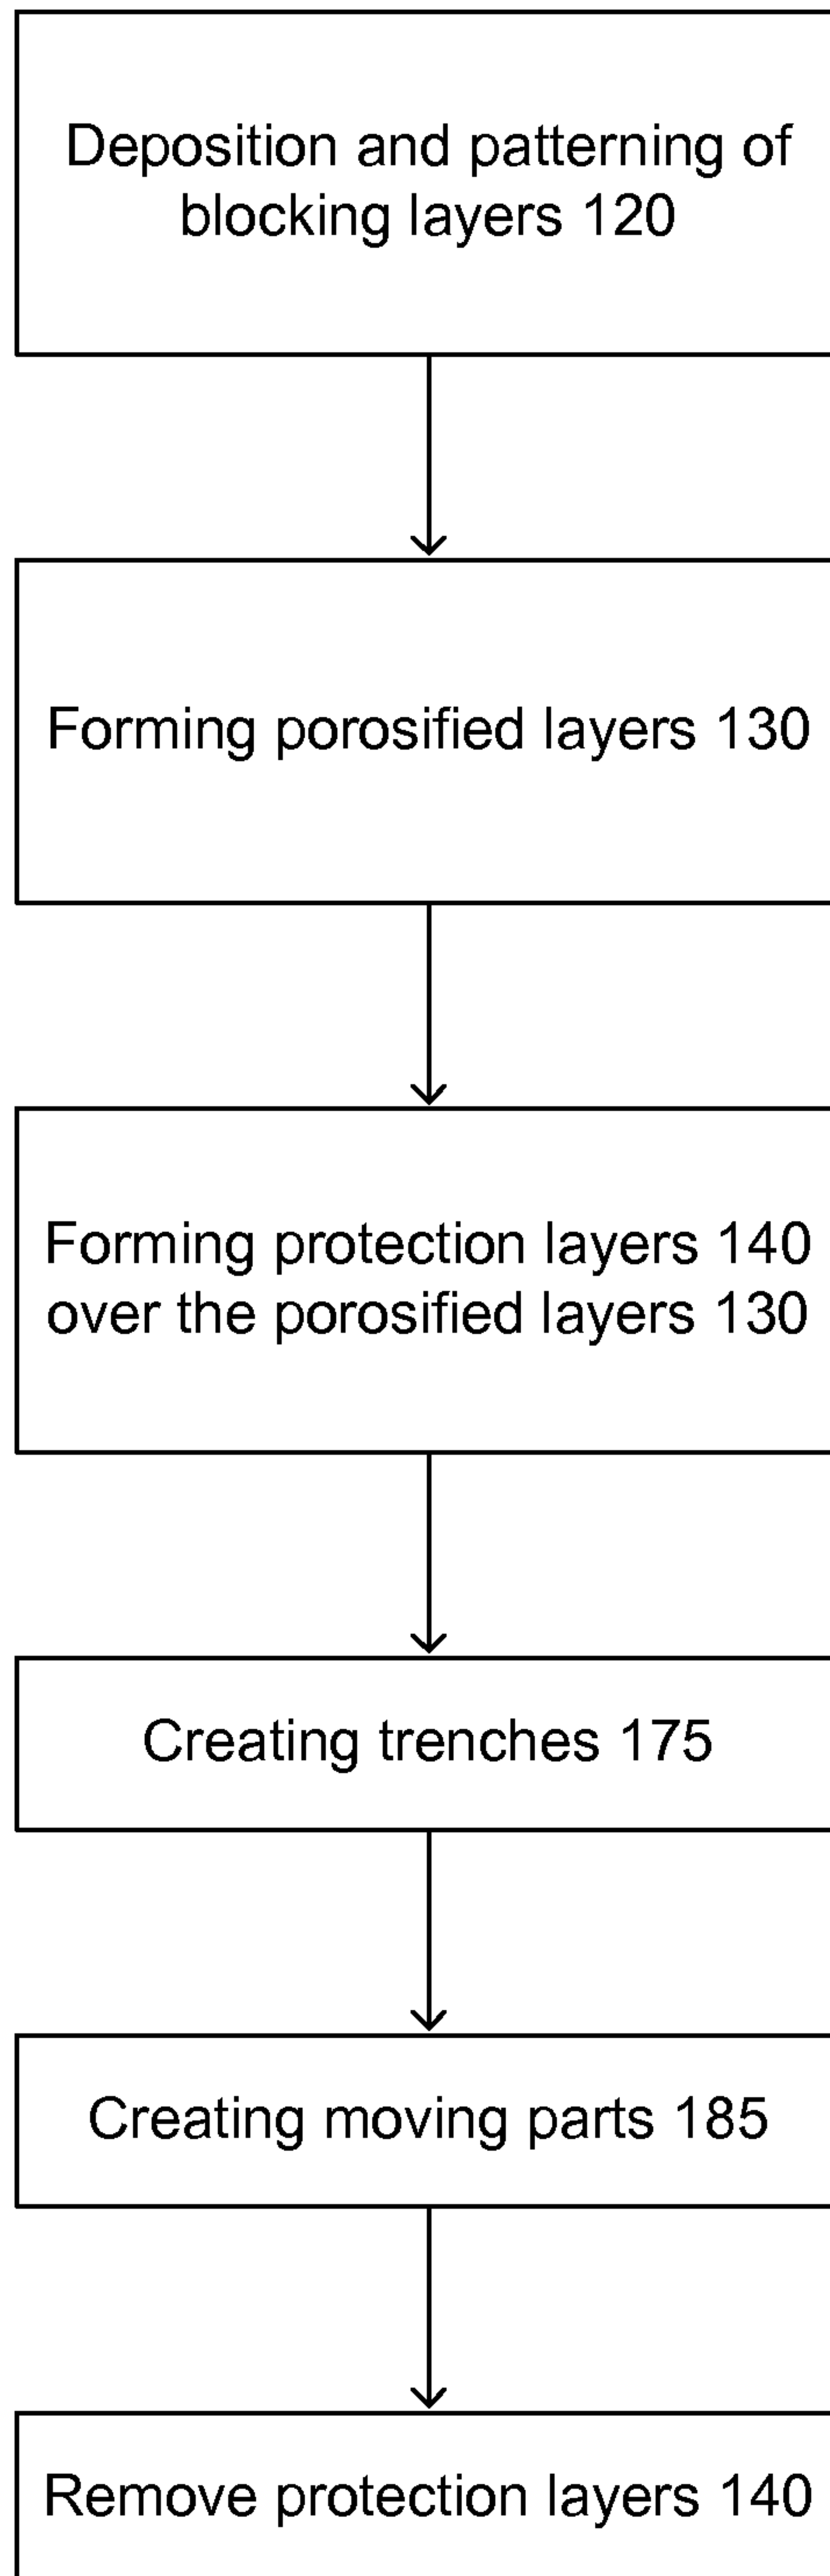 Deposition and patterning of
blocking layers 120
Forming porosified layers 130
Forming protection layers 140
over the porosified layers 130
Creating trenches 175
Creating moving parts 185
Remove protection layers 140